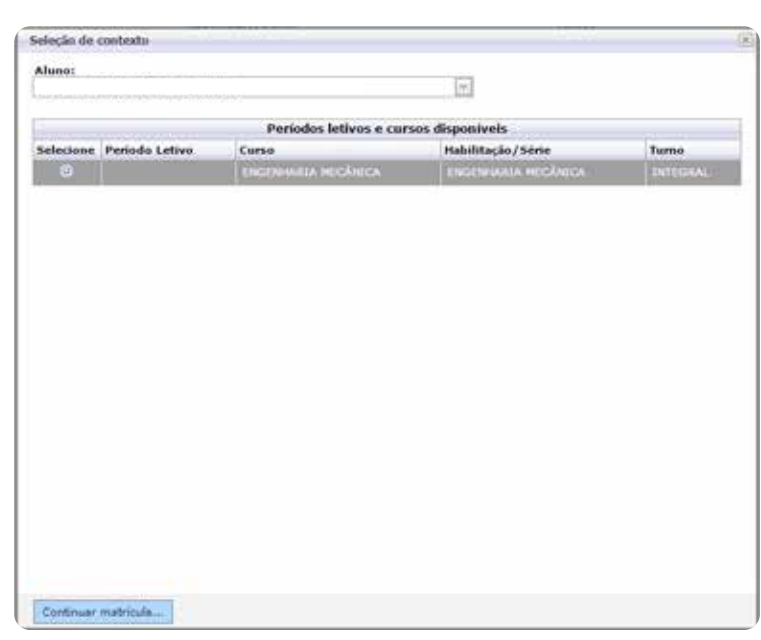 Seleção de contexto
Aluno:
Períodos letivos e cursos disponíveis
Selecione Período Letivo Curso Habilitação/Série Turno
ENGENHARIA MECÂNICA ENGENHARIA MECÂNICA INTEGRAL
Continuar matrícula...